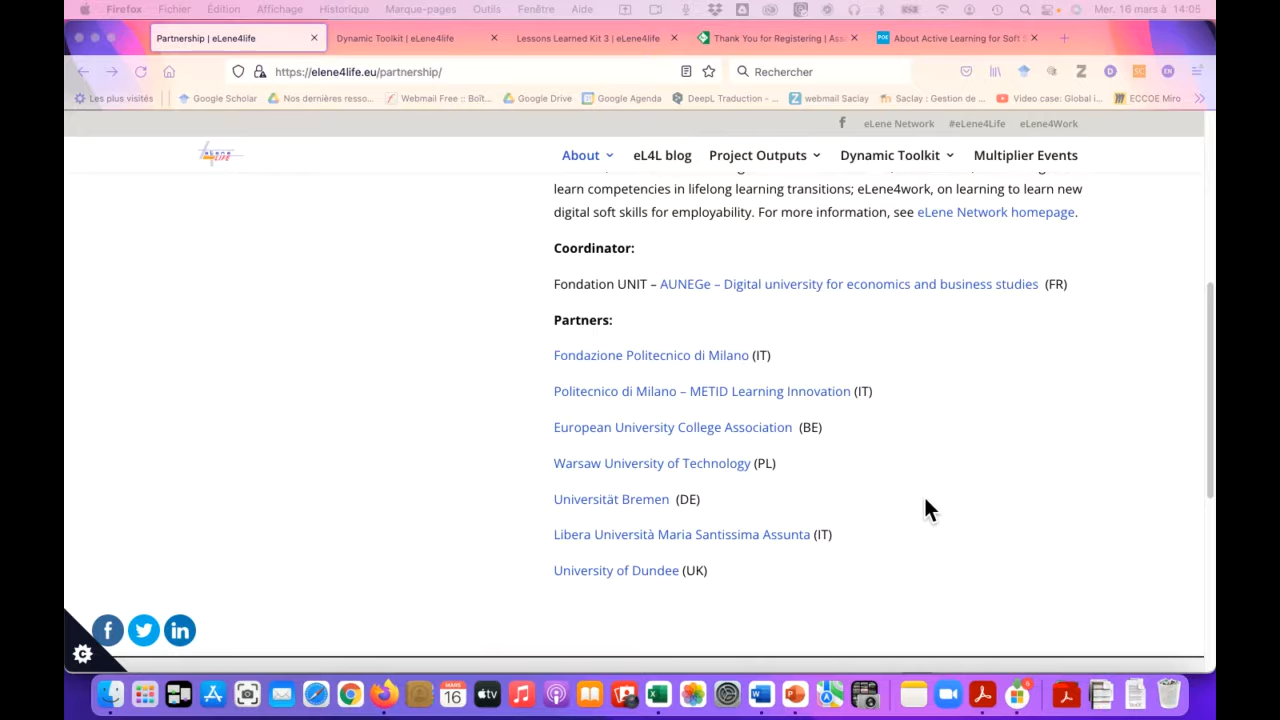 Firefox Fichier Édition Affichage Historique Marque-pages Outils Fenêtre Aide Mer. 16 mars à 14:05
Partnership | eLene4life Dynamic Toolkit | eLene4life Lessons Learned Kit 3 | eLene4life Thank You for Registering | Ass About Active Learning for Soft S
https://elene4life.eu/partnership/ Rechercher
Les plus visités Google Scholar Nos dernières resso... Webmail Free :: Boît... Google Drive Google Agenda DeepL Traduction - ... webmail Saclay Saclay : Gestion de ... Video case: Global i... ECCOE Miro
eLene Network #eLene4Life eLene4Work
About eL4L blog Project Outputs Dynamic Toolkit Multiplier Events
learn competencies in lifelong learning transitions; eLene4work, on learning to learn new
digital soft skills for employability. For more information, see eLene Network homepage.
Coordinator:
Fondation UNIT – AUNEGe – Digital university for economics and business studies (FR)
Partners:
Fondazione Politecnico di Milano (IT)
Politecnico di Milano – METID Learning Innovation (IT)
European University College Association (BE)
Warsaw University of Technology (PL)
Universität Bremen (DE)
Libera Università Maria Santissima Assunta (IT)
University of Dundee (UK)
MARS
16
tv